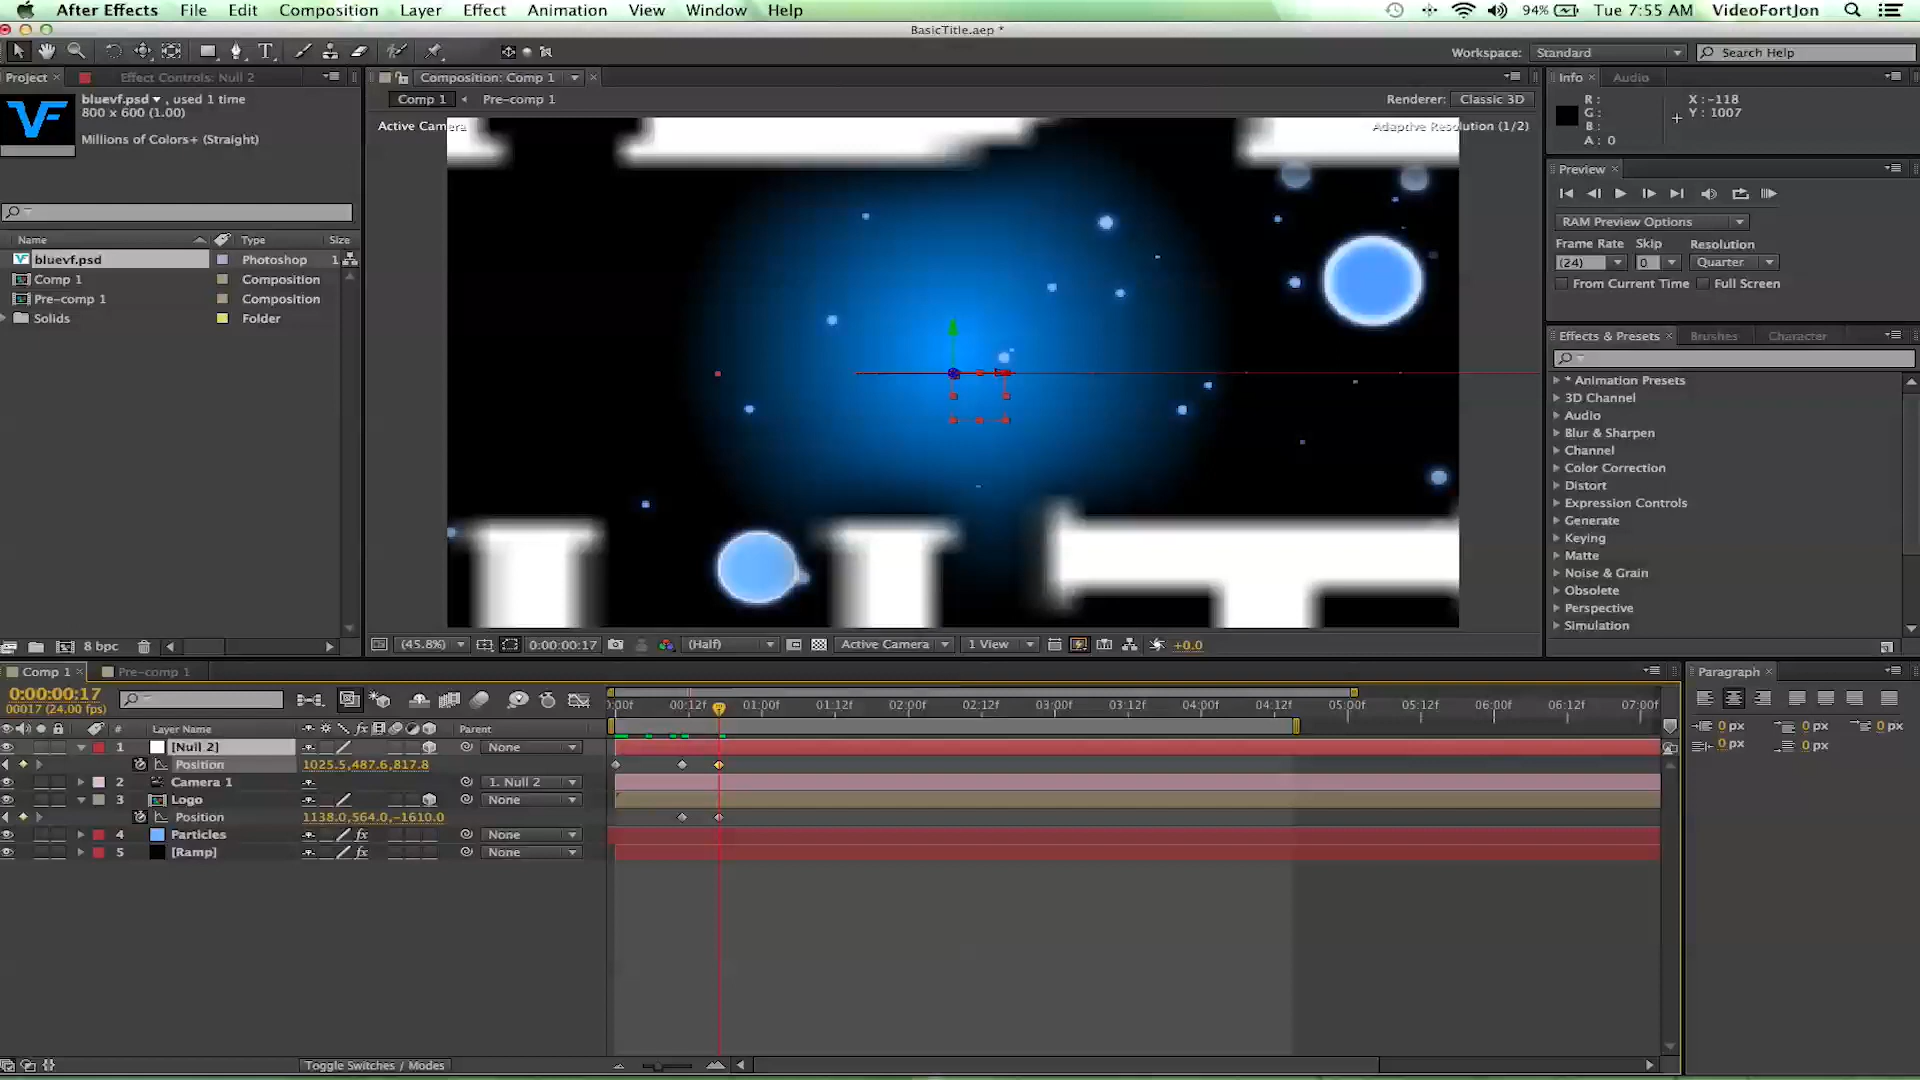 After Effects File Edit Composition Layer Effect Animation View Window Help 94% Tue 7:55 AM VideoFortJon
BasicTitle.aep *
Workspace: Standard Search Help
Project Effect Controls: Null 2 Composition: Comp 1 Info Audio
bluevf.psd, used 1 time
800 x 600 (1.00)
Millions of Colors+ (Straight)
VF
Comp 1 Pre-comp 1 Renderer: Classic 3D
Active Camera Adaptive Resolution (1/2)
R: X: -118
G: Y: 1007
B:
A: 0
Preview
RAM Preview Options
Frame Rate Skip Resolution
(24) 0 Quarter
From Current Time Full Screen
Name Type Size
bluevf.psd Photoshop 1
Comp 1 Composition
Pre-comp 1 Composition
Solids Folder
Effects & Presets Brushes Character
* Animation Presets
3D Channel
Audio
Blur & Sharpen
Channel
Color Correction
Distort
Expression Controls
Generate
Keying
Matte
Noise & Grain
Obsolete
Perspective
Simulation
8 bpc (45.8%) 0:00:00:17 (Half) Active Camera 1 View +0.0
Comp 1 Pre-comp 1 Paragraph
0:00:00:17
00017 (24.00 fps)
:00f 00:12f 01:00f 01:12f 02:00f 02:12f 03:00f 03:12f 04:00f 04:12f 05:00f 05:12f 06:00f 06:12f 07:00f
# Layer Name Parent
1 [Null 2] None
Position 1025.5,487.6,817.8
2 Camera 1 1. Null 2
3 Logo None
Position 1138.0,564.0,-1610.0
4 Particles fx None
5 [Ramp] fx None
0 px 0 px 0 px
0 px 0 px
Toggle Switches / Modes